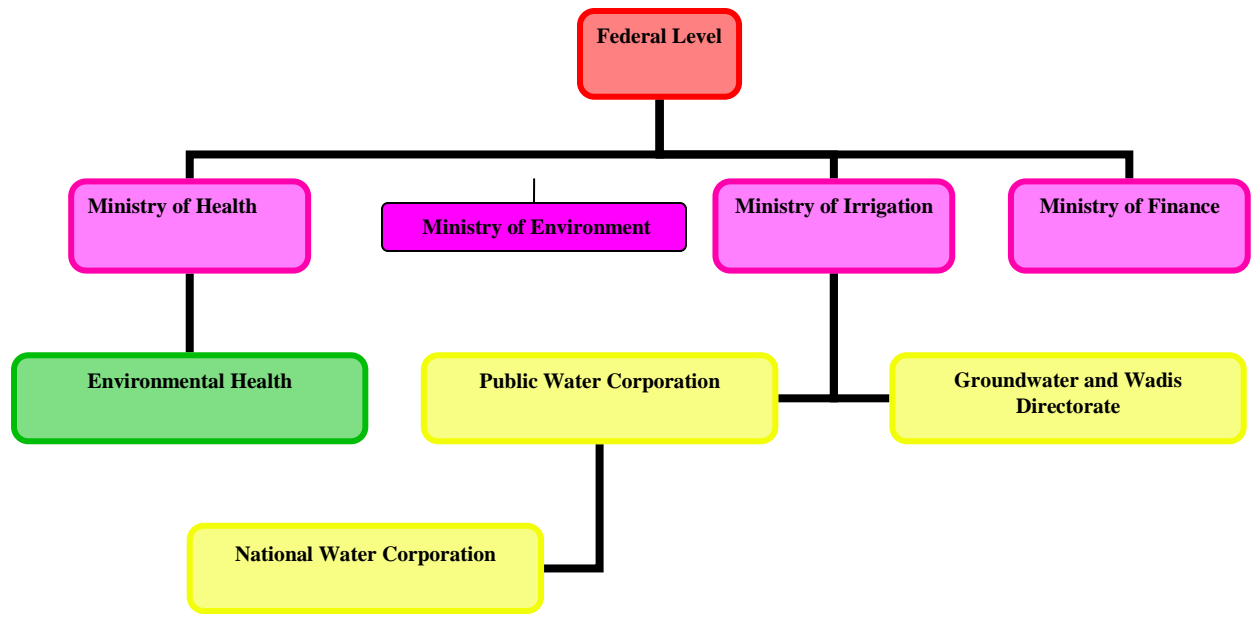 Federal Level
Ministry of Health
Ministry of Environment
Ministry of Irrigation
Ministry of Finance
Environmental Health
Public Water Corporation
Groundwater and Wadis
Directorate
National Water Corporation